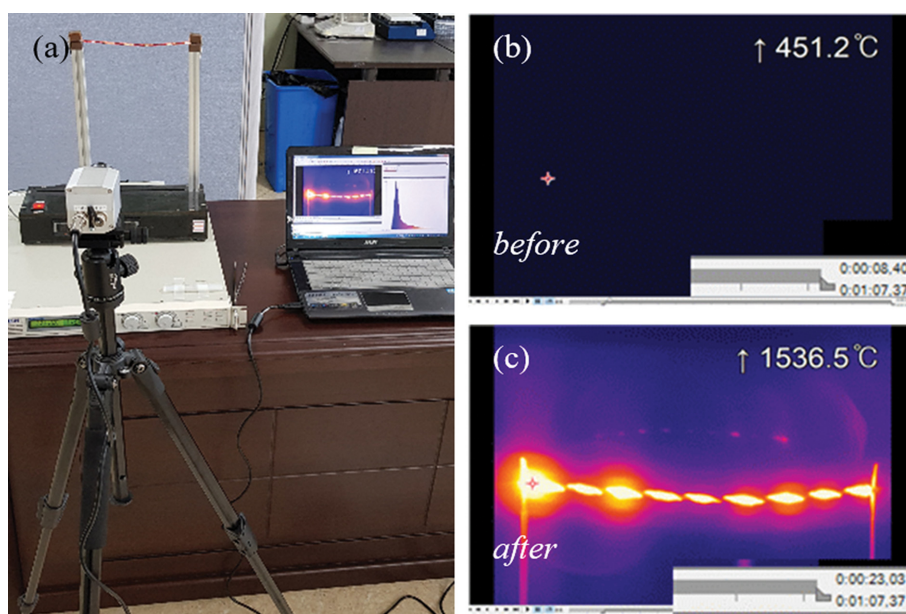 (a)
(b)
↑ 451.2℃
before
0:00:08,40
0:01:07,37
(c)
↑ 1536.5℃
after
0:00:23,03
0:01:07,37